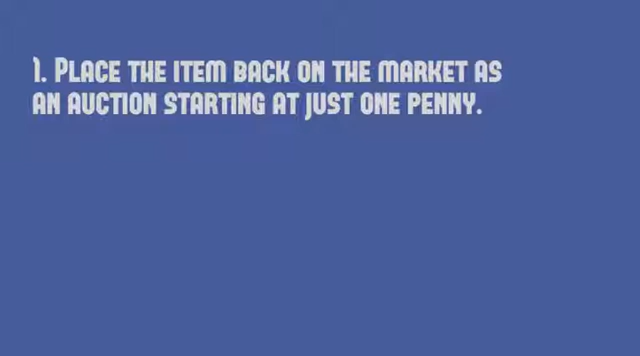 1. Place the item back on the market as
an auction starting at just one penny.